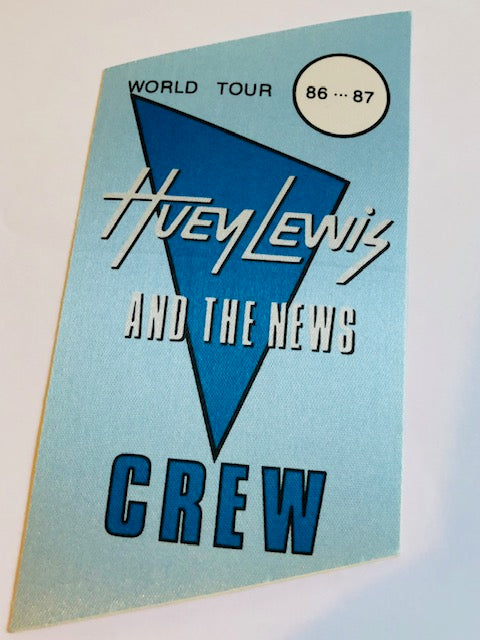 WORLD TOUR
86 ... 87
HUEY LEWIS
AND THE NEWS
CREW